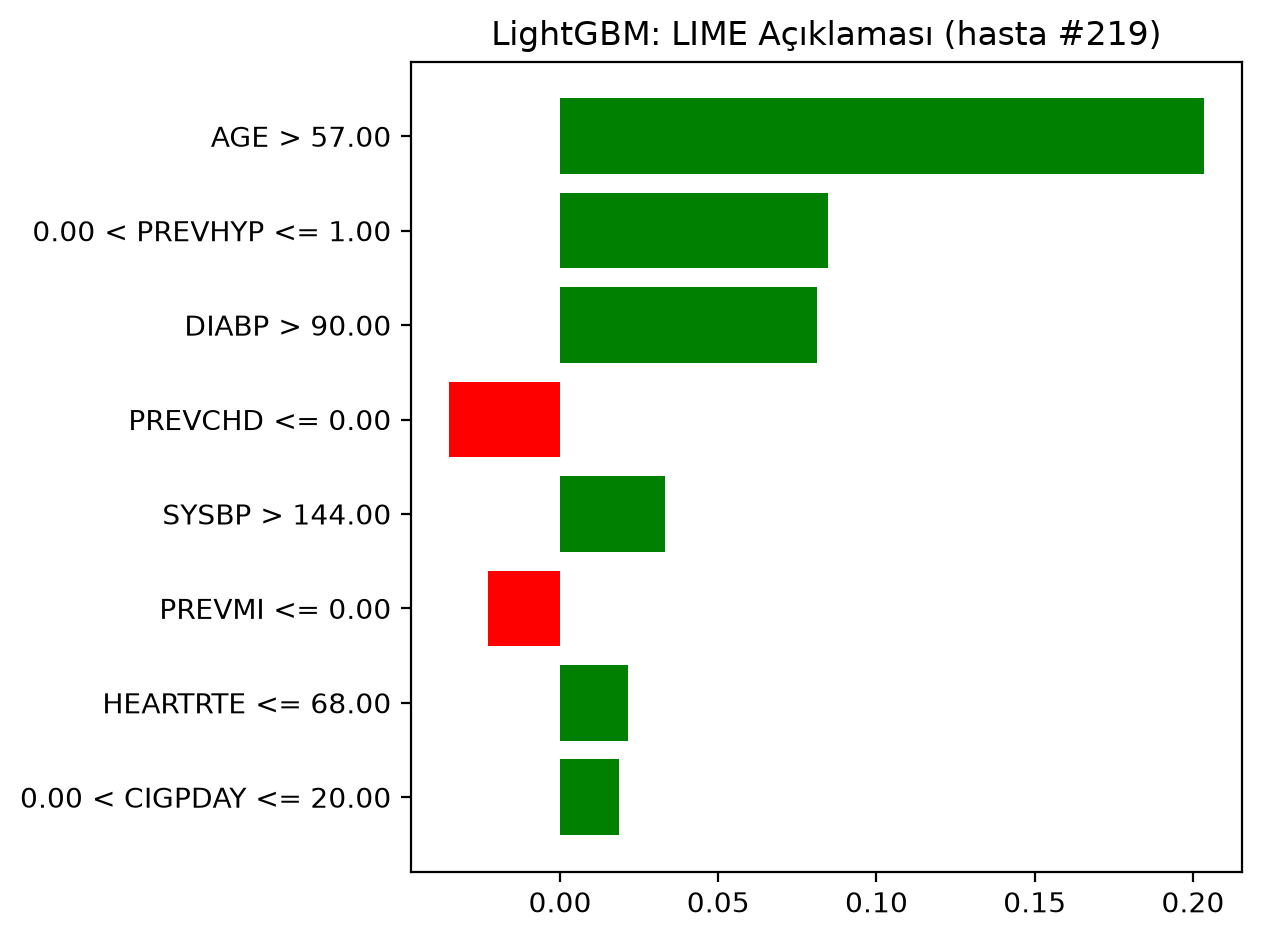 LightGBM: LIME Açıklaması (hasta #219)
AGE > 57.00
0.00 < PREVHYP <= 1.00
DIABP > 90.00
PREVCHD <= 0.00
SYSBP > 144.00
PREVMI <= 0.00
HEARTRTE <= 68.00
0.00 < CIGPDAY <= 20.00
0.00 0.05 0.10 0.15 0.20